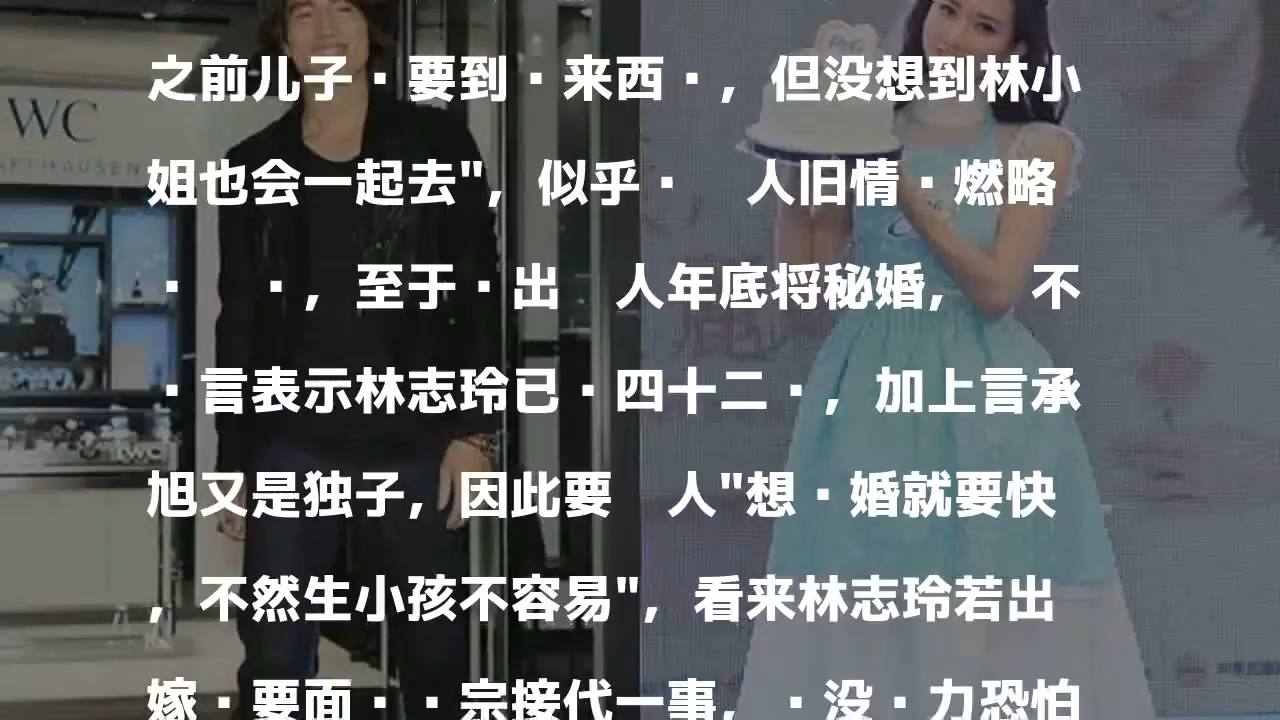 之前儿子·要到·来西·，但没想到林小
姐也会一起去"，似乎· 人旧情·燃略
· ·，至于·出 人年底将秘婚， 不
·言表示林志玲已·四十二·，加上言承
旭又是独子，因此要 人"想·婚就要快
，不然生小孩不容易"，看来林志玲若出
嫁·要面··宗接代一事，·没·力恐怕
WC
P&G
IWC